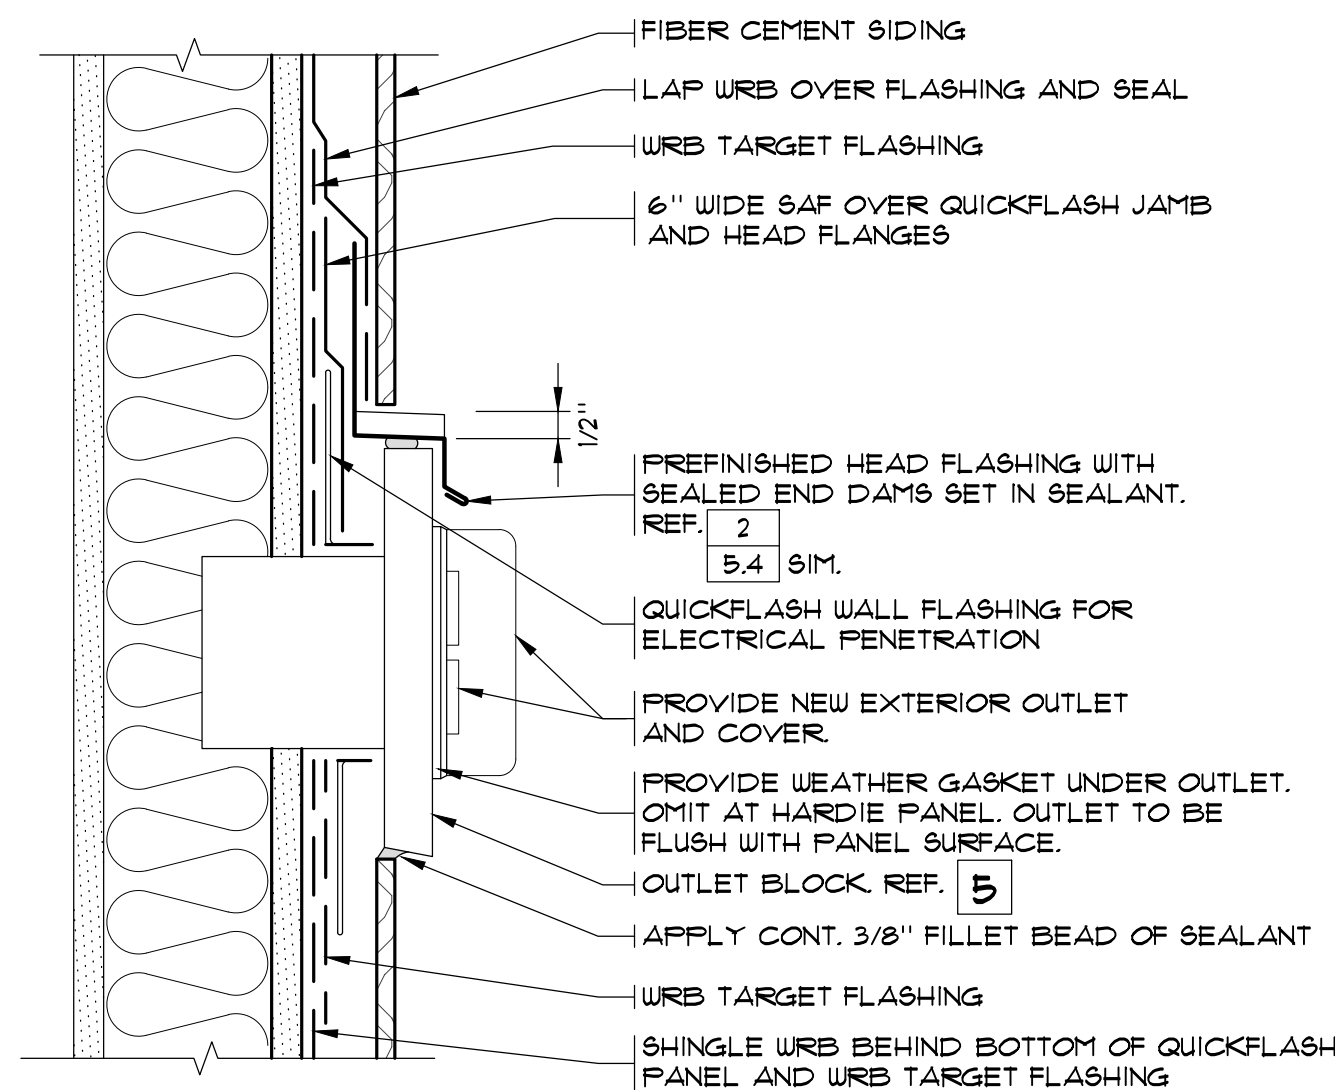 FIBER CEMENT SIDING
LAP WRB OVER FLASHING AND SEAL
WRB TARGET FLASHING
6" WIDE SAF OVER QUICKFLASH JAMB
AND HEAD FLANGES
1/2"
PREFINISHED HEAD FLASHING WITH
SEALED END DAMS SET IN SEALANT.
REF. 2
5.4 SIM.
QUICKFLASH WALL FLASHING FOR
ELECTRICAL PENETRATION
PROVIDE NEW EXTERIOR OUTLET
AND COVER.
PROVIDE WEATHER GASKET UNDER OUTLET.
OMIT AT HARDIE PANEL. OUTLET TO BE
FLUSH WITH PANEL SURFACE.
OUTLET BLOCK. REF. 5
APPLY CONT. 3/8" FILLET BEAD OF SEALANT
WRB TARGET FLASHING
SHINGLE WRB BEHIND BOTTOM OF QUICKFLASH
PANEL AND WRB TARGET FLASHING